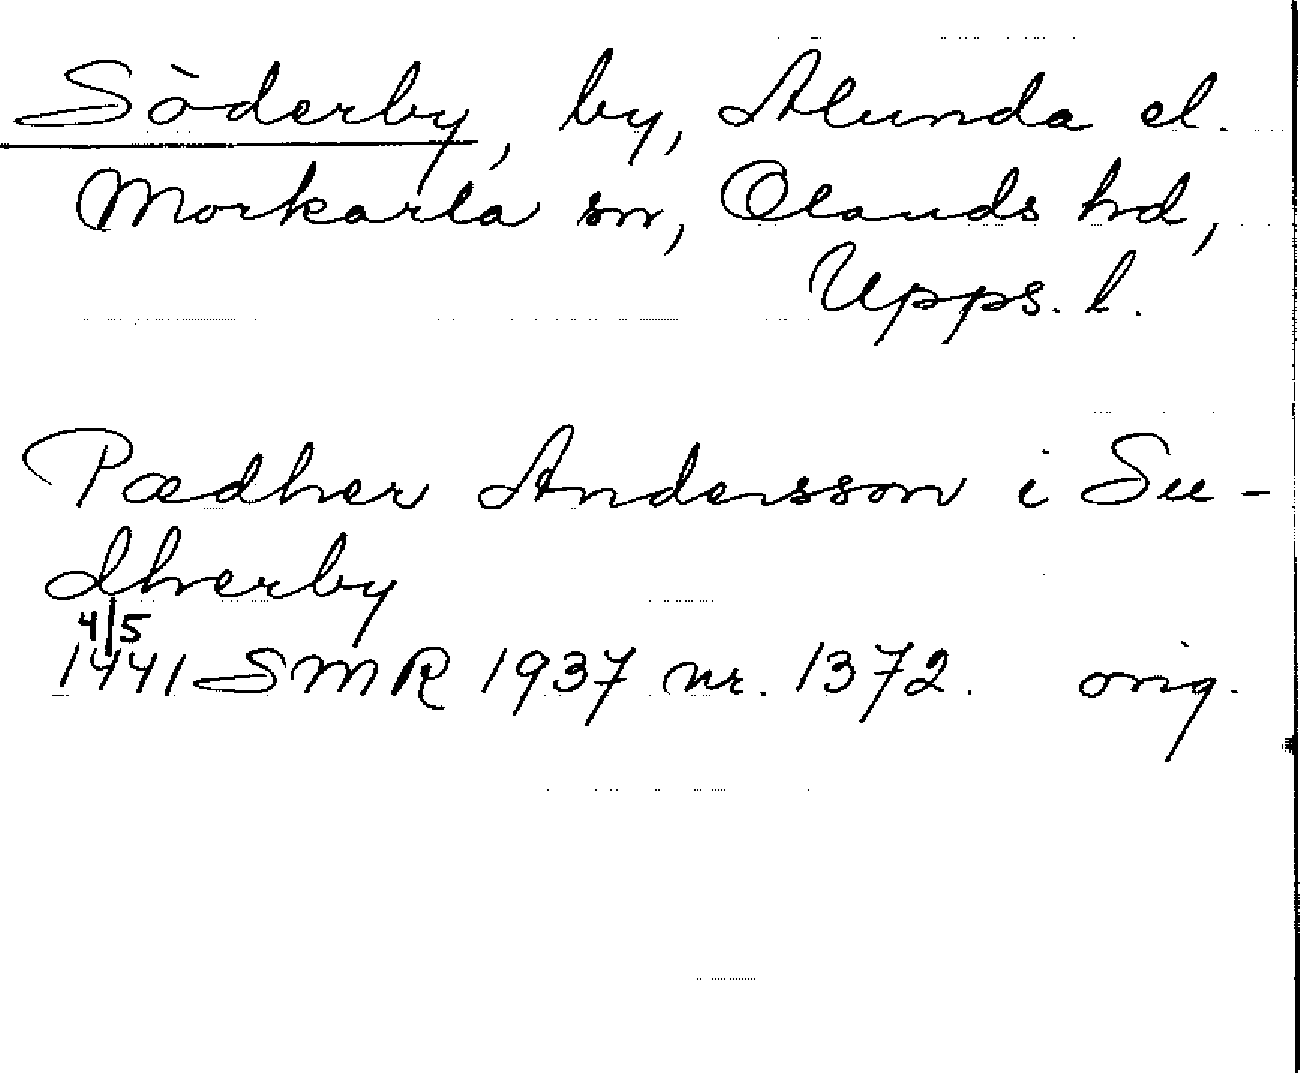 Söderby, by, Alunda el.
Morkarla sn, Olands hd,
Upps. l.
Pædher Andersson i Su-
dherby
4/5
1441 SMR 1937 nr. 1372. orig.